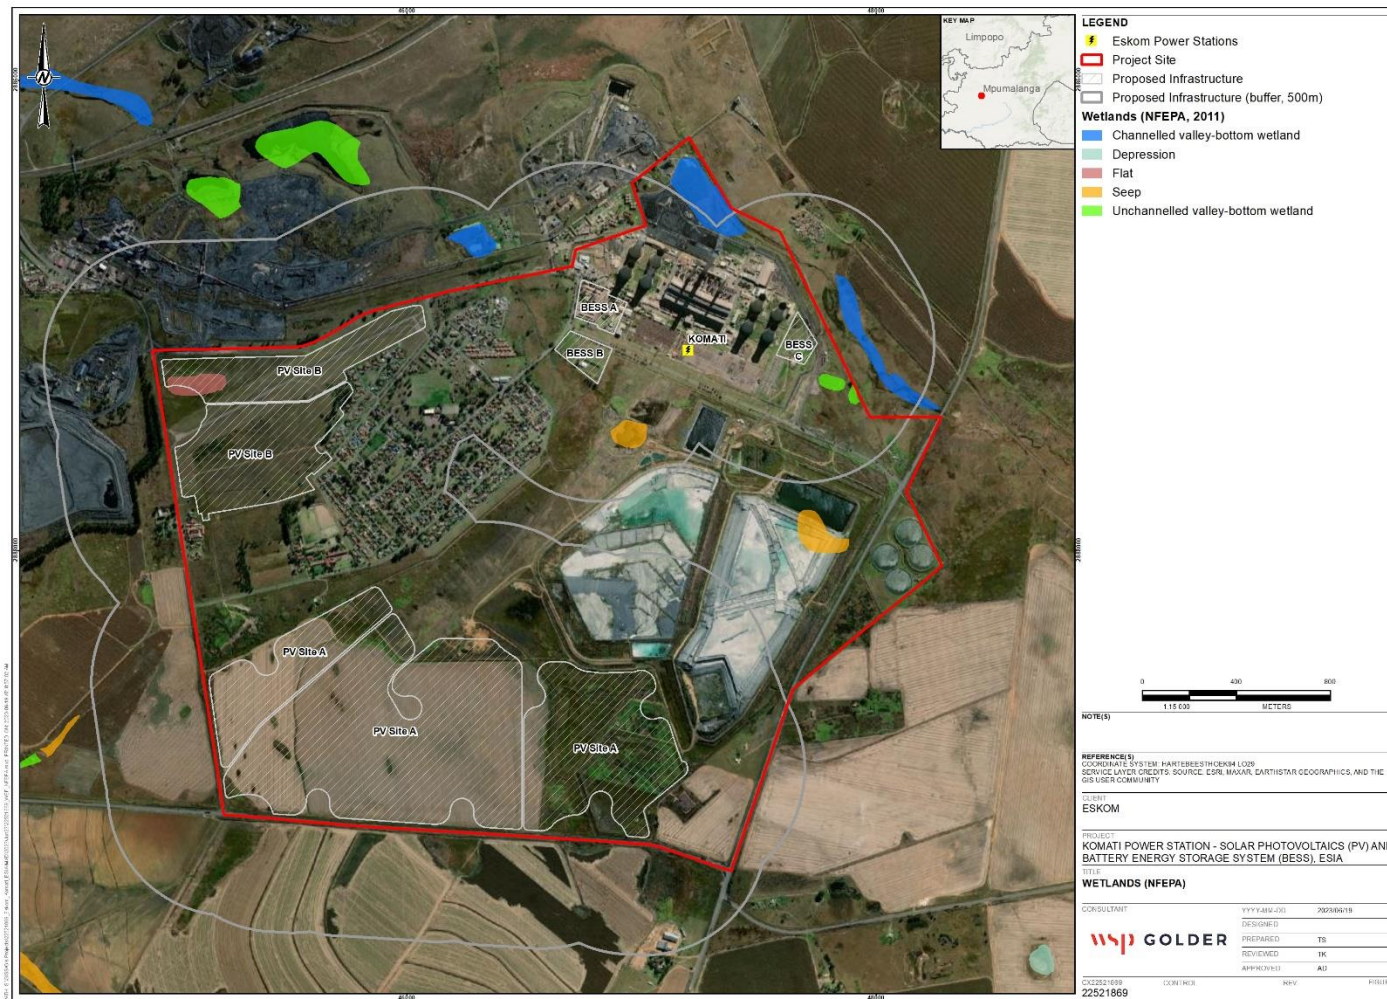 46000
48000
KEY MAP
Limpopo
Mpumalanga
N
BESS A
BESS B
KOMATI
BESS
C
PV Site B
PV Site B
PV Site A
PV Site A
PV Site A
46000
48000
LEGEND
Eskom Power Stations
Project Site
Proposed Infrastructure
Proposed Infrastructure (buffer, 500m)
Wetlands (NFEPA, 2011)
Channelled valley-bottom wetland
Depression
Flat
Seep
Unchannelled valley-bottom wetland
0 400 800
1:15 000 METERS
NOTE(S)
REFERENCE(S)
COORDINATE SYSTEM: HARTEBEESTHOEK94 LO29
SERVICE LAYER CREDITS: SOURCE: ESRI, MAXAR, EARTHSTAR GEOGRAPHICS, AND THE
GIS USER COMMUNITY
CLIENT
ESKOM
PROJECT
KOMATI POWER STATION - SOLAR PHOTOVOLTAICS (PV) AN
BATTERY ENERGY STORAGE SYSTEM (BESS), ESIA
TITLE
WETLANDS (NFEPA)
CONSULTANT
wsp GOLDER
YYYY-MM-DD 2023/06/19
DESIGNED
PREPARED TS
REVIEWED TK
APPROVED AD
CONTROL REV
22521869